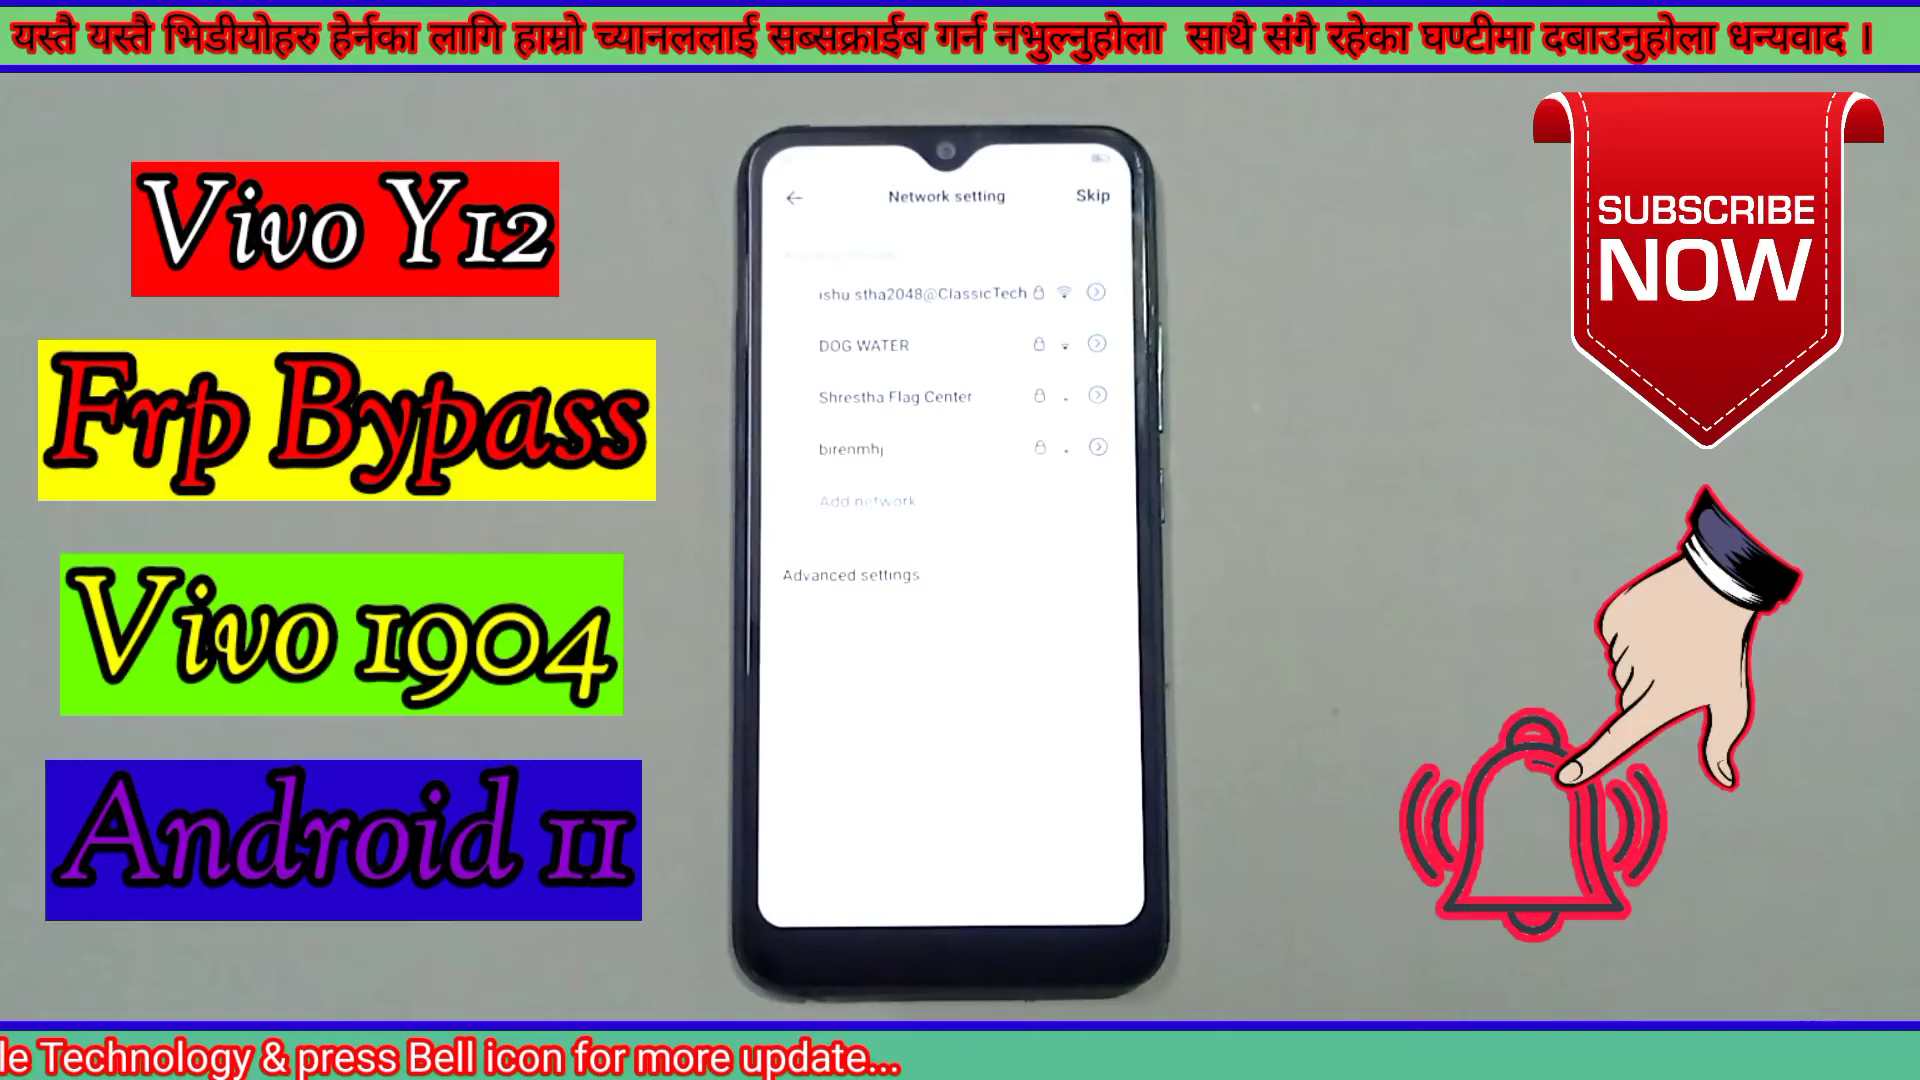 यस्तै यस्तै भिडीयोहरु हेर्नका लागि हाम्रो च्यानललाई सब्सक्राईब गर्न नभुल्नुहोला साथै संगै रहेका घण्टीमा दबाउनुहोला धन्यवाद ।
Vivo Y12
Frp Bypass
Vivo 1904
Android 11
Network setting
Skip
ishu stha2048@ClassicTech
DOG WATER
Shrestha Flag Center
birenmhj
Add network
Advanced settings
SUBSCRIBE
NOW
le Technology & press Bell icon for more update...